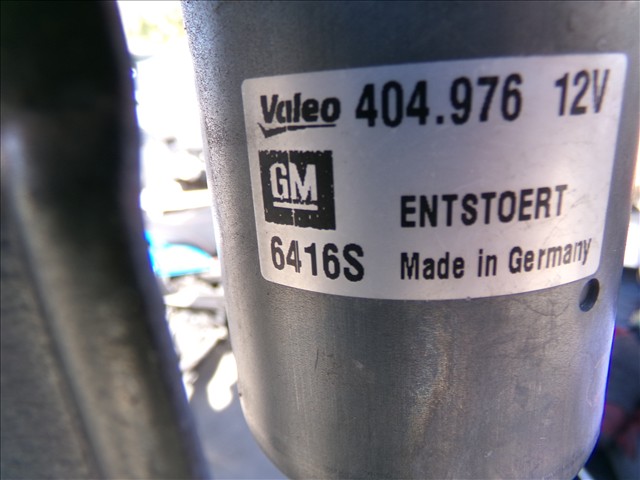 Valeo 404.976 12V
GM
ENTSTOERT
6416S Made in Germany